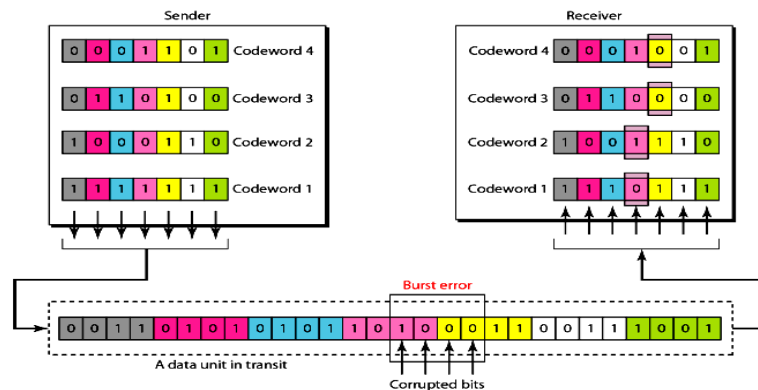 Sender
0 0 0 1 1 0 1 Codeword 4
0 1 1 0 1 0 0 Codeword 3
1 0 0 0 1 1 0 Codeword 2
1 1 1 1 1 1 1 Codeword 1
Receiver
Codeword 4 0 0 0 1 0 0 1
Codeword 3 0 1 1 0 0 0 0
Codeword 2 1 0 0 1 1 1 0
Codeword 1 1 1 1 0 1 1 1
Burst error
0 0 1 1 0 1 0 1 0 1 0 1 1 0 1 0 0 0 1 1 0 0 1 1 1 0 0 1
A data unit in transit
Corrupted bits